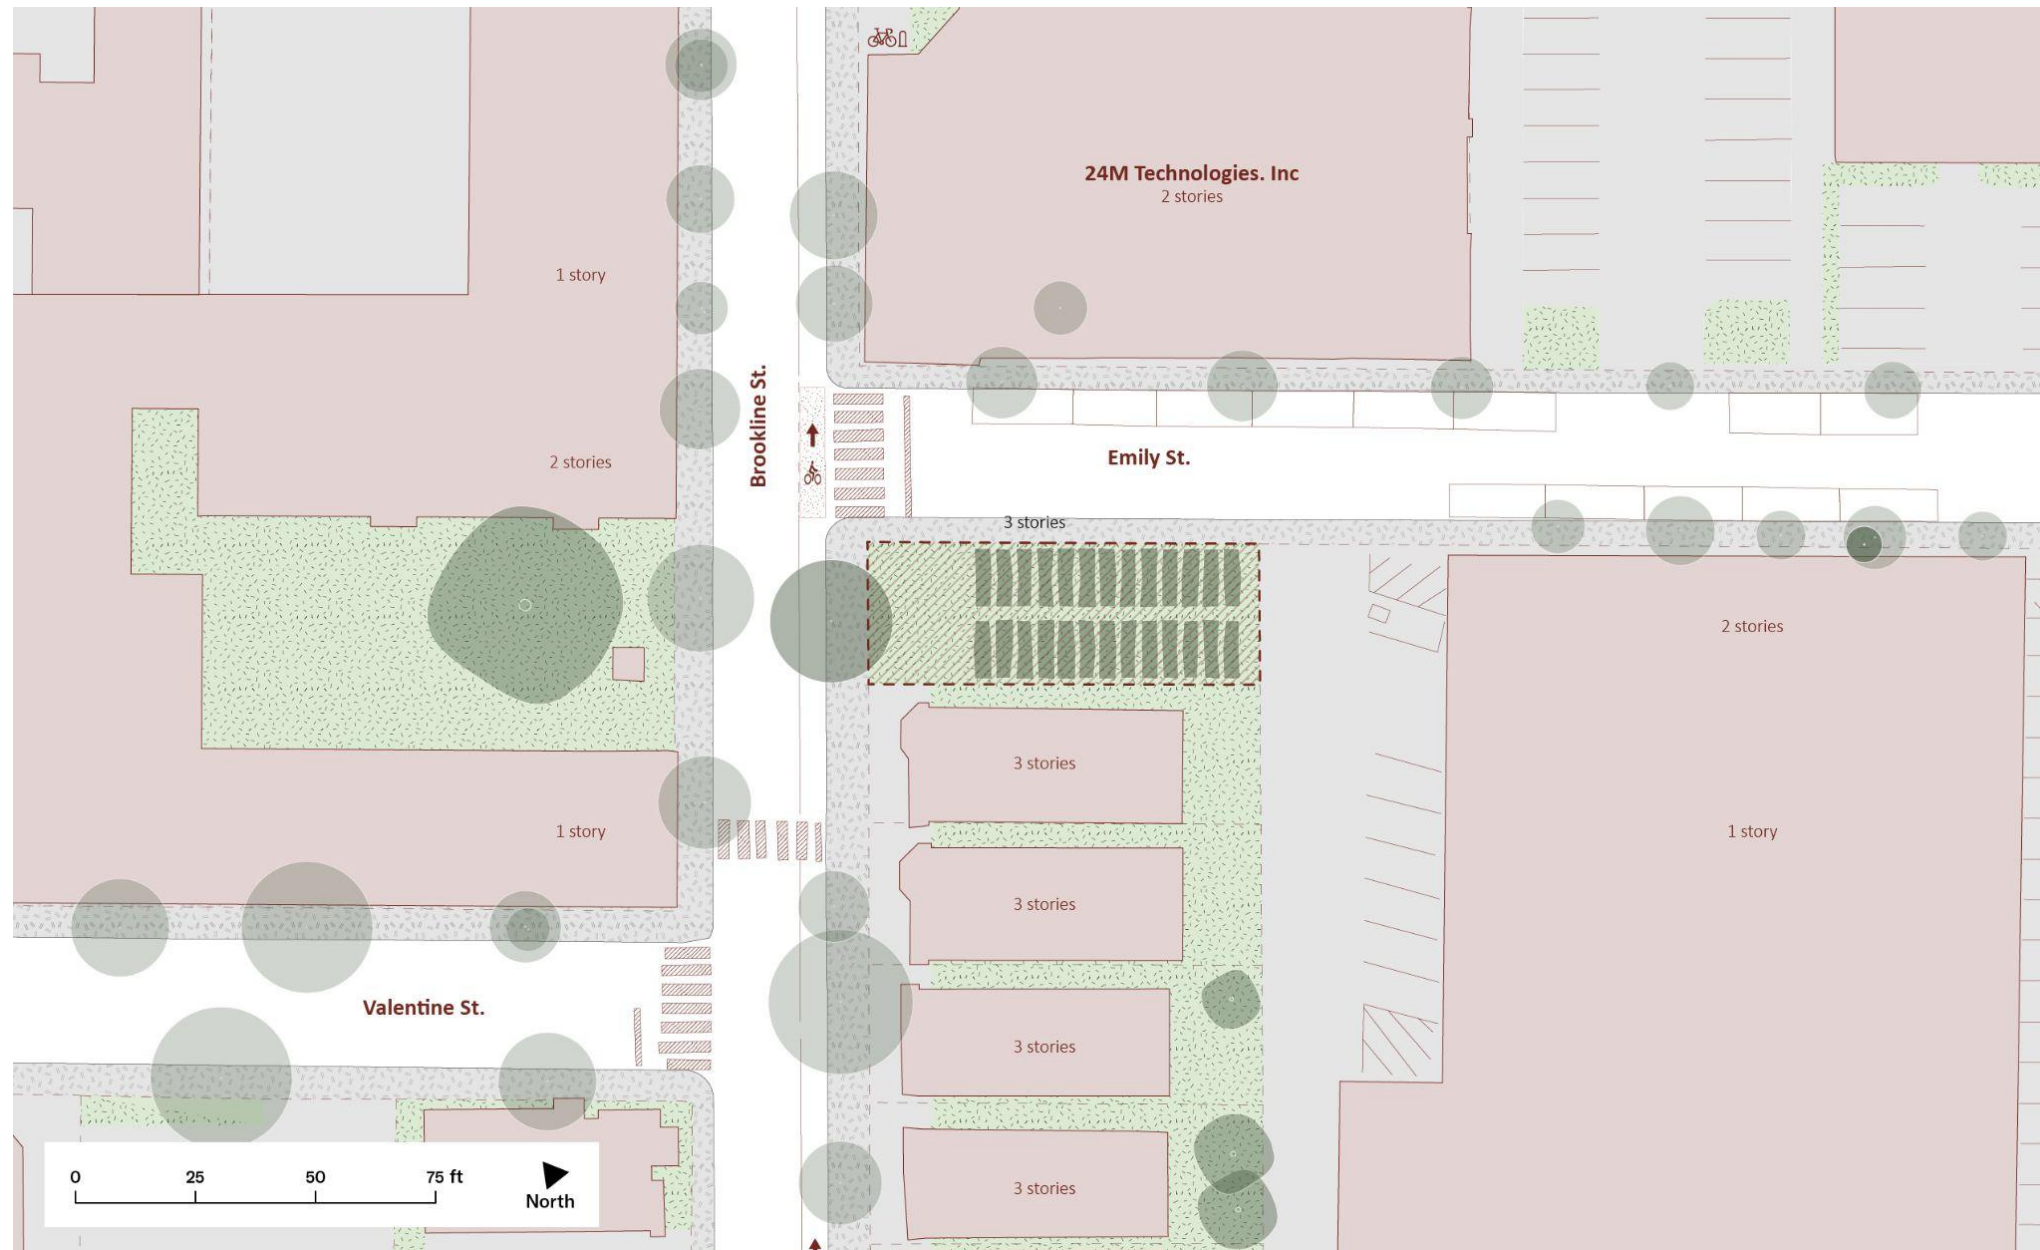 24M Technologies. Inc
2 stories
1 story
Brookline St.
2 stories
Emily St.
3 stories
2 stories
3 stories
1 story
1 story
3 stories
Valentine St.
3 stories
0 25 50 75 ft
North
3 stories